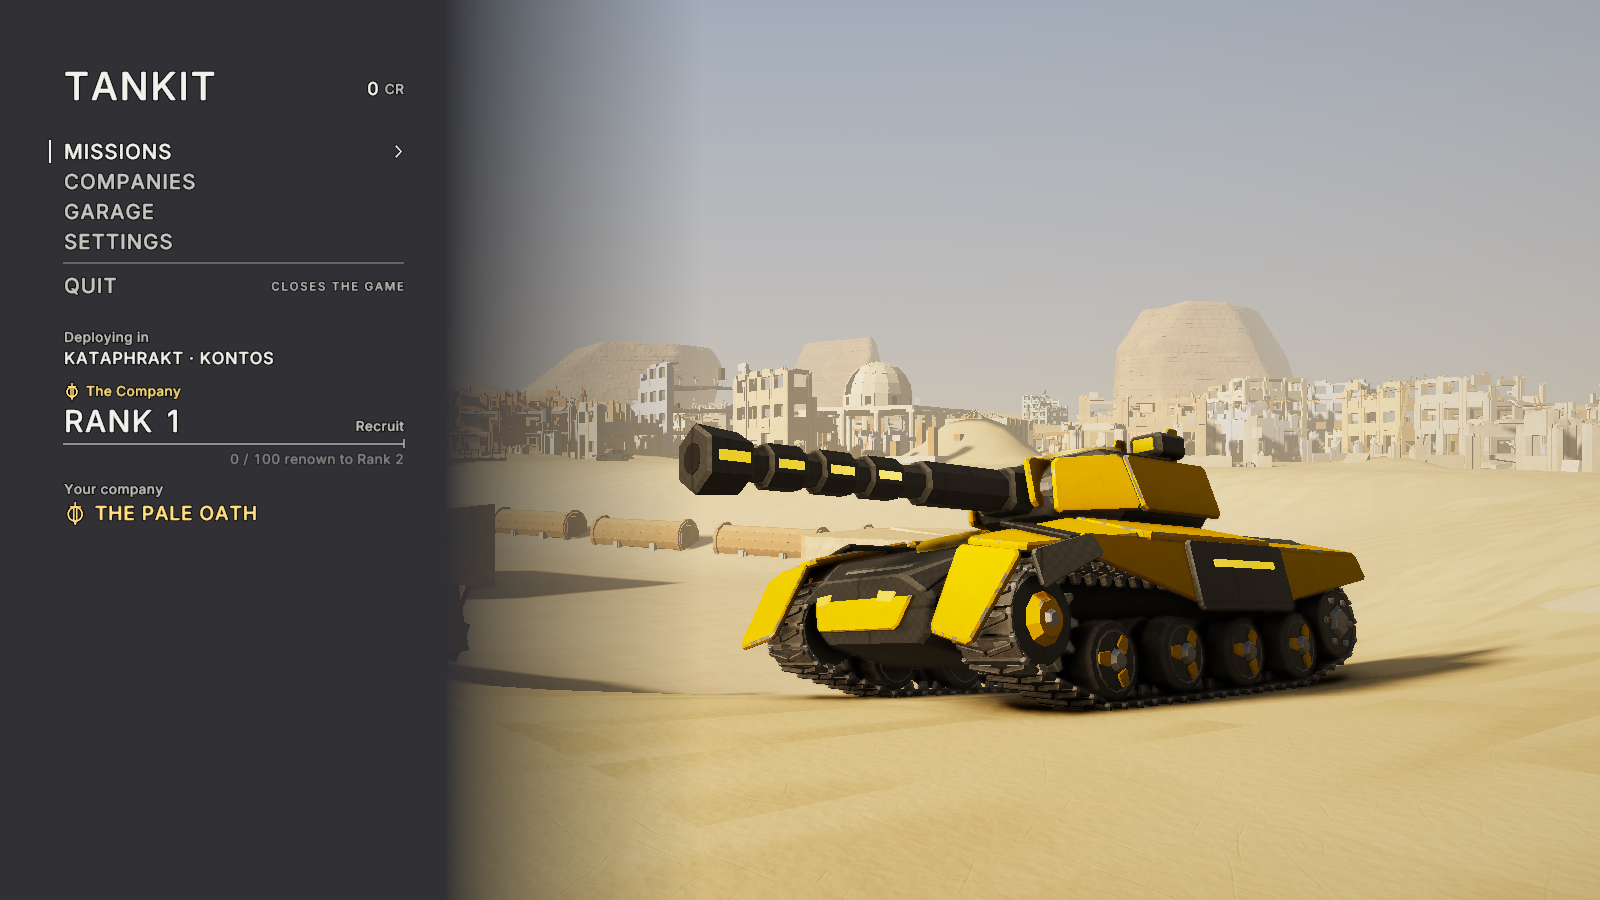 TANKIT
0 CR
MISSIONS
COMPANIES
GARAGE
SETTINGS
QUIT
CLOSES THE GAME
Deploying in
KATAPHRAKT · KONTOS
The Company
RANK 1
Recruit
0 / 100 renown to Rank 2
Your company
THE PALE OATH